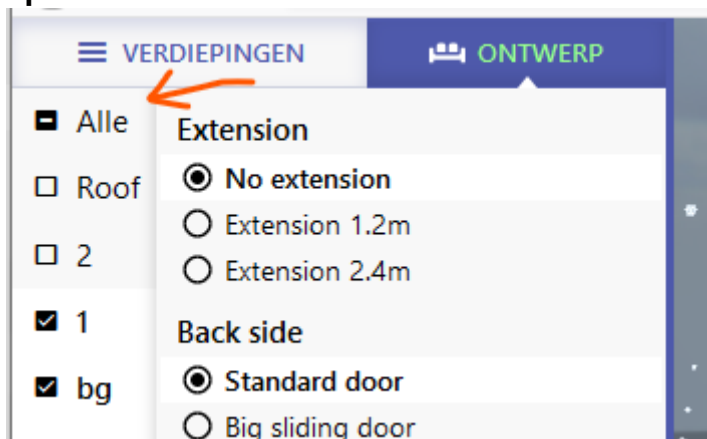 VERDIEPINGEN
ONTWERP
Alle
Roof
2
1
bg
Extension
No extension
Extension 1.2m
Extension 2.4m
Back side
Standard door
Big sliding door